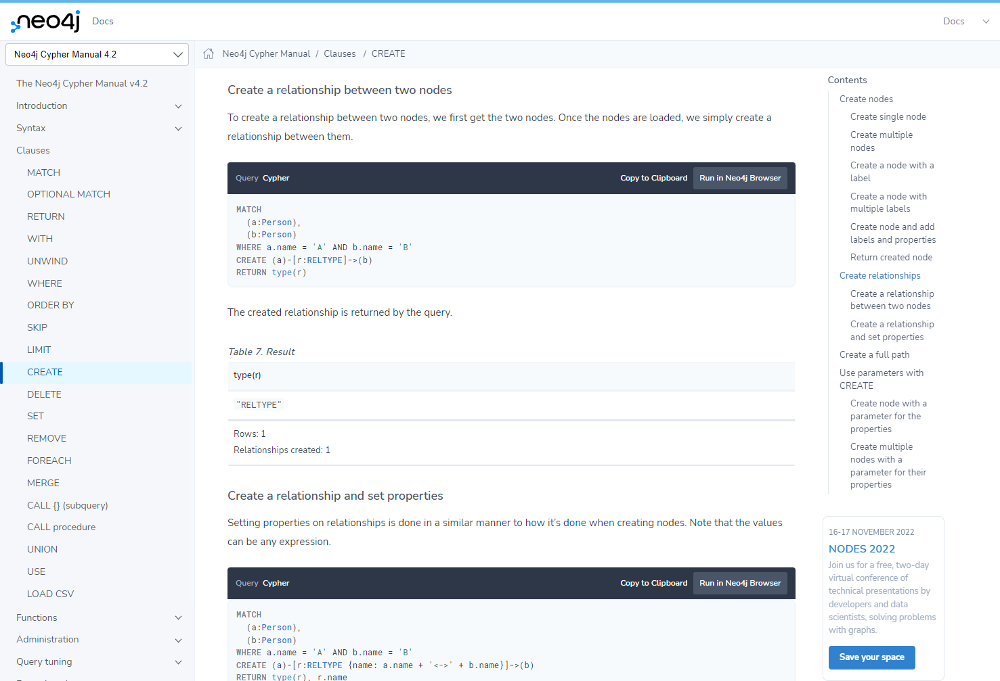 neo4j Docs
Docs
Neo4j Cypher Manual 4.2
Neo4j Cypher Manual / Clauses / CREATE
The Neo4j Cypher Manual v4.2
Introduction
Syntax
Clauses
MATCH
OPTIONAL MATCH
RETURN
WITH
UNWIND
WHERE
ORDER BY
SKIP
LIMIT
CREATE
DELETE
SET
REMOVE
FOREACH
MERGE
CALL {} (subquery)
CALL procedure
UNION
USE
LOAD CSV
Functions
Administration
Query tuning
Create a relationship between two nodes
To create a relationship between two nodes, we first get the two nodes. Once the nodes are loaded, we simply create a
relationship between them.
Query Cypher Copy to Clipboard Run in Neo4j Browser
MATCH
(a:Person),
(b:Person)
WHERE a.name = 'A' AND b.name = 'B'
CREATE (a)-[r:RELTYPE]->(b)
RETURN type(r)
The created relationship is returned by the query.
Table 7. Result
type(r)
"RELTYPE"
Rows: 1
Relationships created: 1
Create a relationship and set properties
Setting properties on relationships is done in a similar manner to how it’s done when creating nodes. Note that the values
can be any expression.
Query Cypher Copy to Clipboard Run in Neo4j Browser
MATCH
(a:Person),
(b:Person)
WHERE a.name = 'A' AND b.name = 'B'
CREATE (a)-[r:RELTYPE {name: a.name + '<->' + b.name}]->(b)
RETURN type(r), r.name
Contents
Create nodes
Create single node
Create multiple
nodes
Create a node with a
label
Create a node with
multiple labels
Create node and add
labels and properties
Return created node
Create relationships
Create a relationship
between two nodes
Create a relationship
and set properties
Create a full path
Use parameters with
CREATE
Create node with a
parameter for the
properties
Create multiple
nodes with a
parameter for their
properties
16-17 NOVEMBER 2022
NODES 2022
Join us for a free, two-day
virtual conference of
technical presentations by
developers and data
scientists, solving problems
with graphs.
Save your space